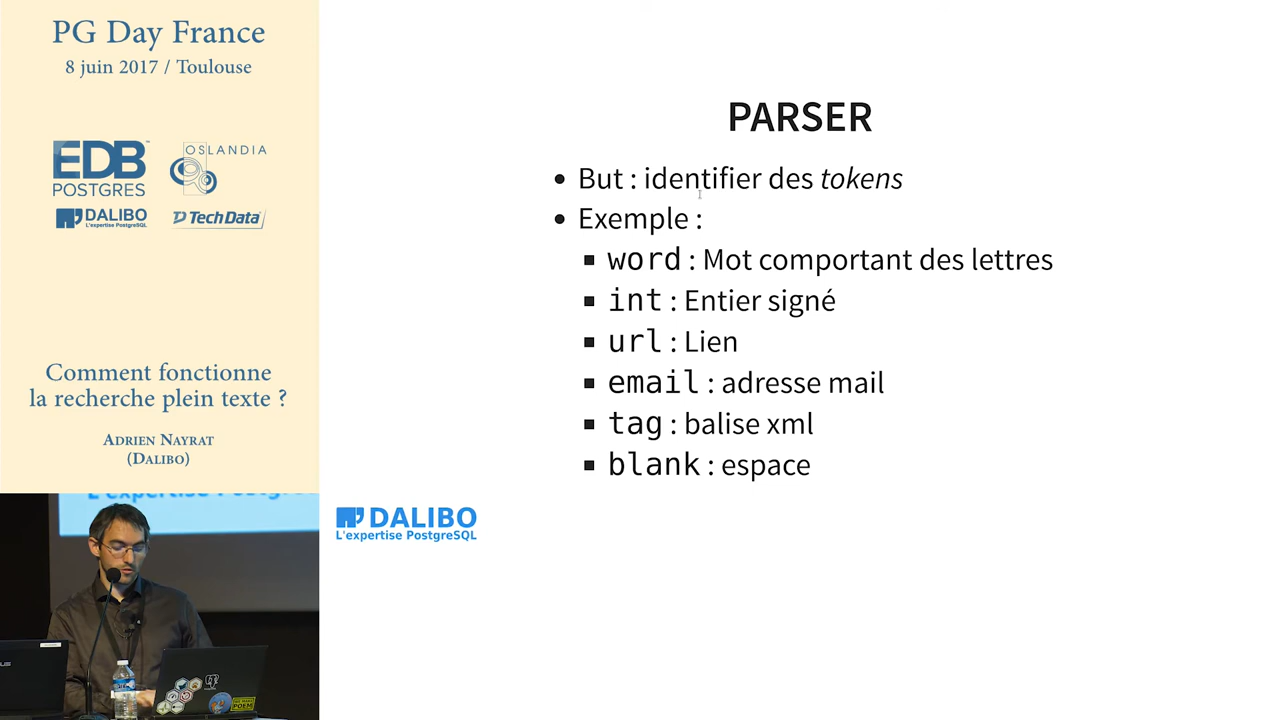 PG Day France
8 juin 2017 / Toulouse
EDB
POSTGRES
OSLANDIA
DALIBO
L'expertise PostgreSQL
Tech Data
Comment fonctionne
la recherche plein texte ?
ADRIEN NAYRAT
(DALIBO)
PARSER
But : identifier des tokens
Exemple :
word : Mot comportant des lettres
int : Entier signé
url : Lien
email : adresse mail
tag : balise xml
blank : espace
DALIBO
L'expertise PostgreSQL